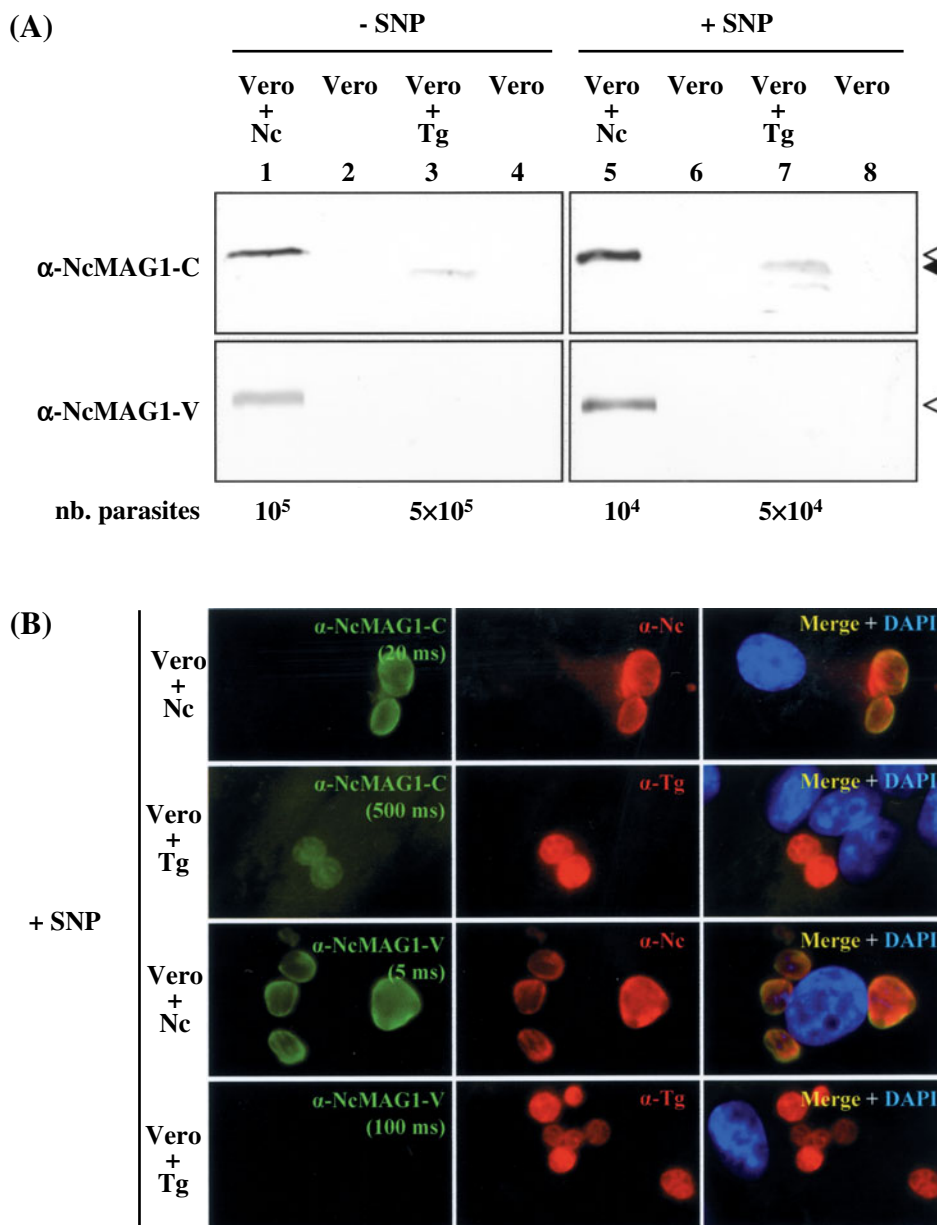 (A)
- SNP + SNP
Vero + Nc Vero Vero + Tg Vero Vero + Nc Vero Vero + Tg Vero
1 2 3 4 5 6 7 8
α-NcMAG1-C
α-NcMAG1-V
nb. parasites 10⁵ 5×10⁵ 10⁴ 5×10⁴
(B)
+ SNP
Vero + Nc
α-NcMAG1-C (20 ms) α-Nc Merge + DAPI
Vero + Tg
α-NcMAG1-C (500 ms) α-Tg Merge + DAPI
Vero + Nc
α-NcMAG1-V (5 ms) α-Nc Merge + DAPI
Vero + Tg
α-NcMAG1-V (100 ms) α-Tg Merge + DAPI